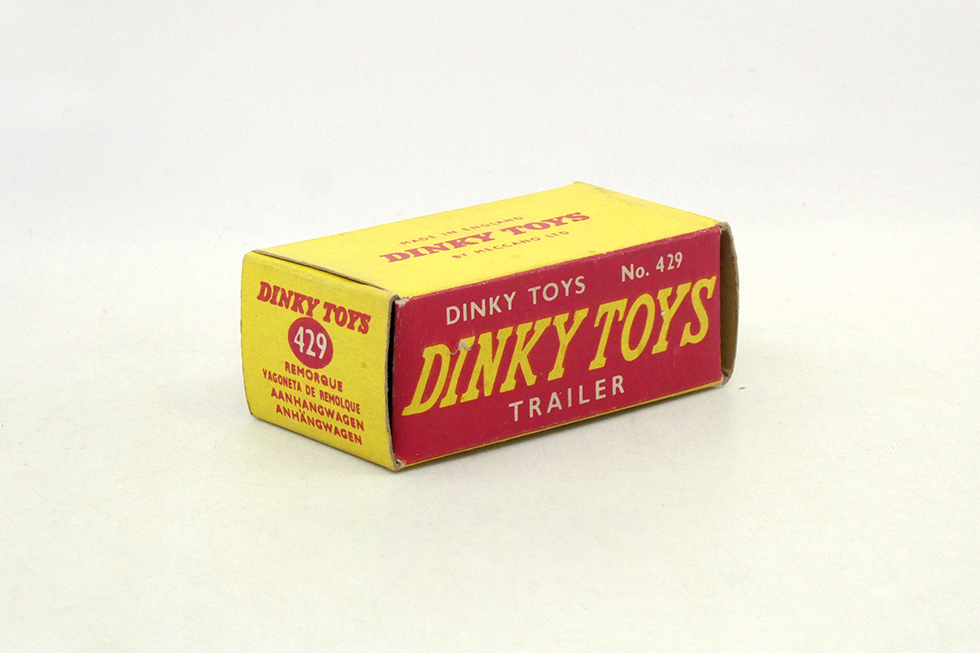 MADE IN ENGLAND
DINKY TOYS
BY MECCANO LTD
DINKY TOYS
429
REMORQUE
VAGONETA DE REMOLQUE
AANHANGWAGEN
ANHÄNGWAGEN
DINKY TOYS No. 429
DINKY TOYS
TRAILER